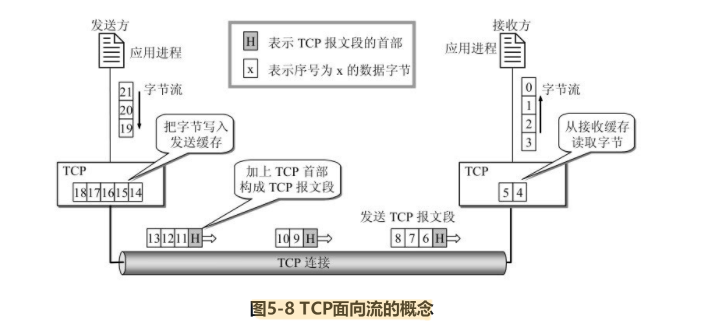 发送方
接收方
H 表示 TCP 报文段的首部
x 表示序号为 x 的数据字节
应用进程
应用进程
21
20
19
字节流
0
1
2
3
字节流
把字节写入
发送缓存
从接收缓存
读取字节
TCP
18 17 16 15 14
加上 TCP 首部
构成 TCP 报文段
TCP
5 4
发送 TCP 报文段
13 12 11 H
10 9 H
8 7 6 H
TCP 连接
图5-8 TCP面向流的概念